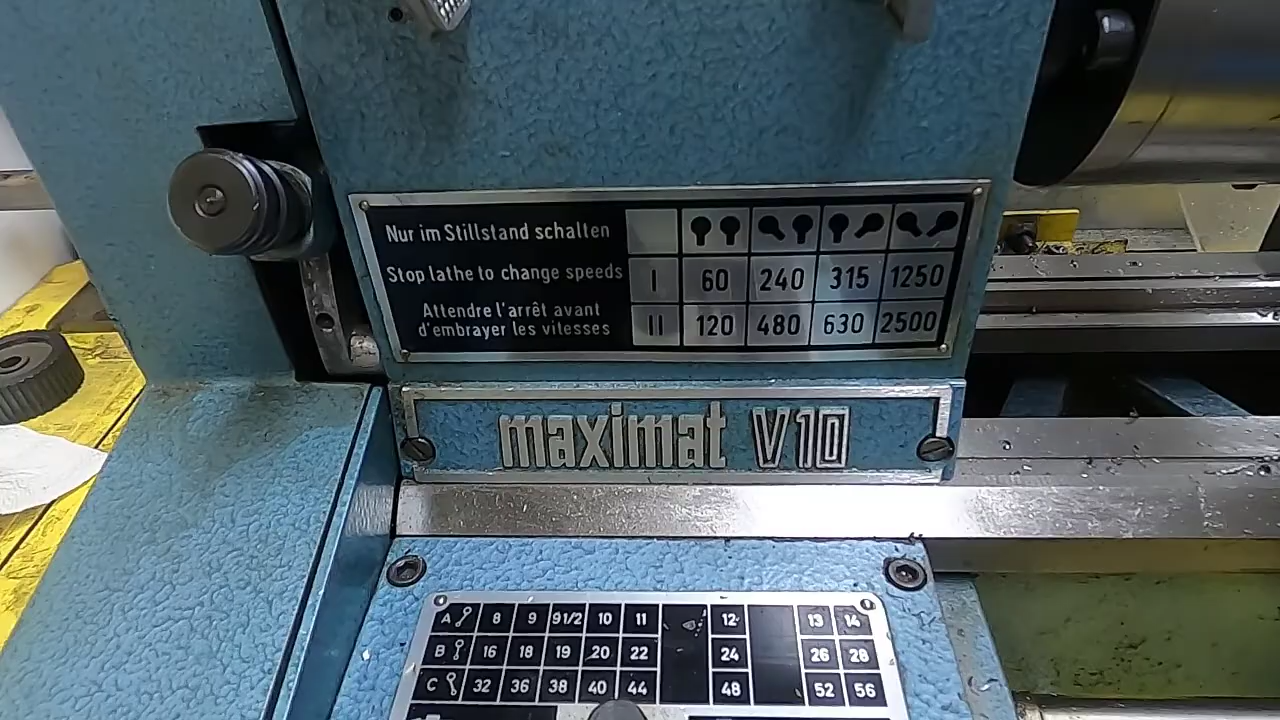 Nur im Stillstand schalten
Stop lathe to change speeds
Attendre l'arrêt avant
d'embrayer les vitesses
I 60 240 315 1250
II 120 480 630 2500
maximat V10
A 8 9 9 1/2 10 11 12 13 14
B 16 18 19 20 22 24 26 28
C 32 36 38 40 44 48 52 56